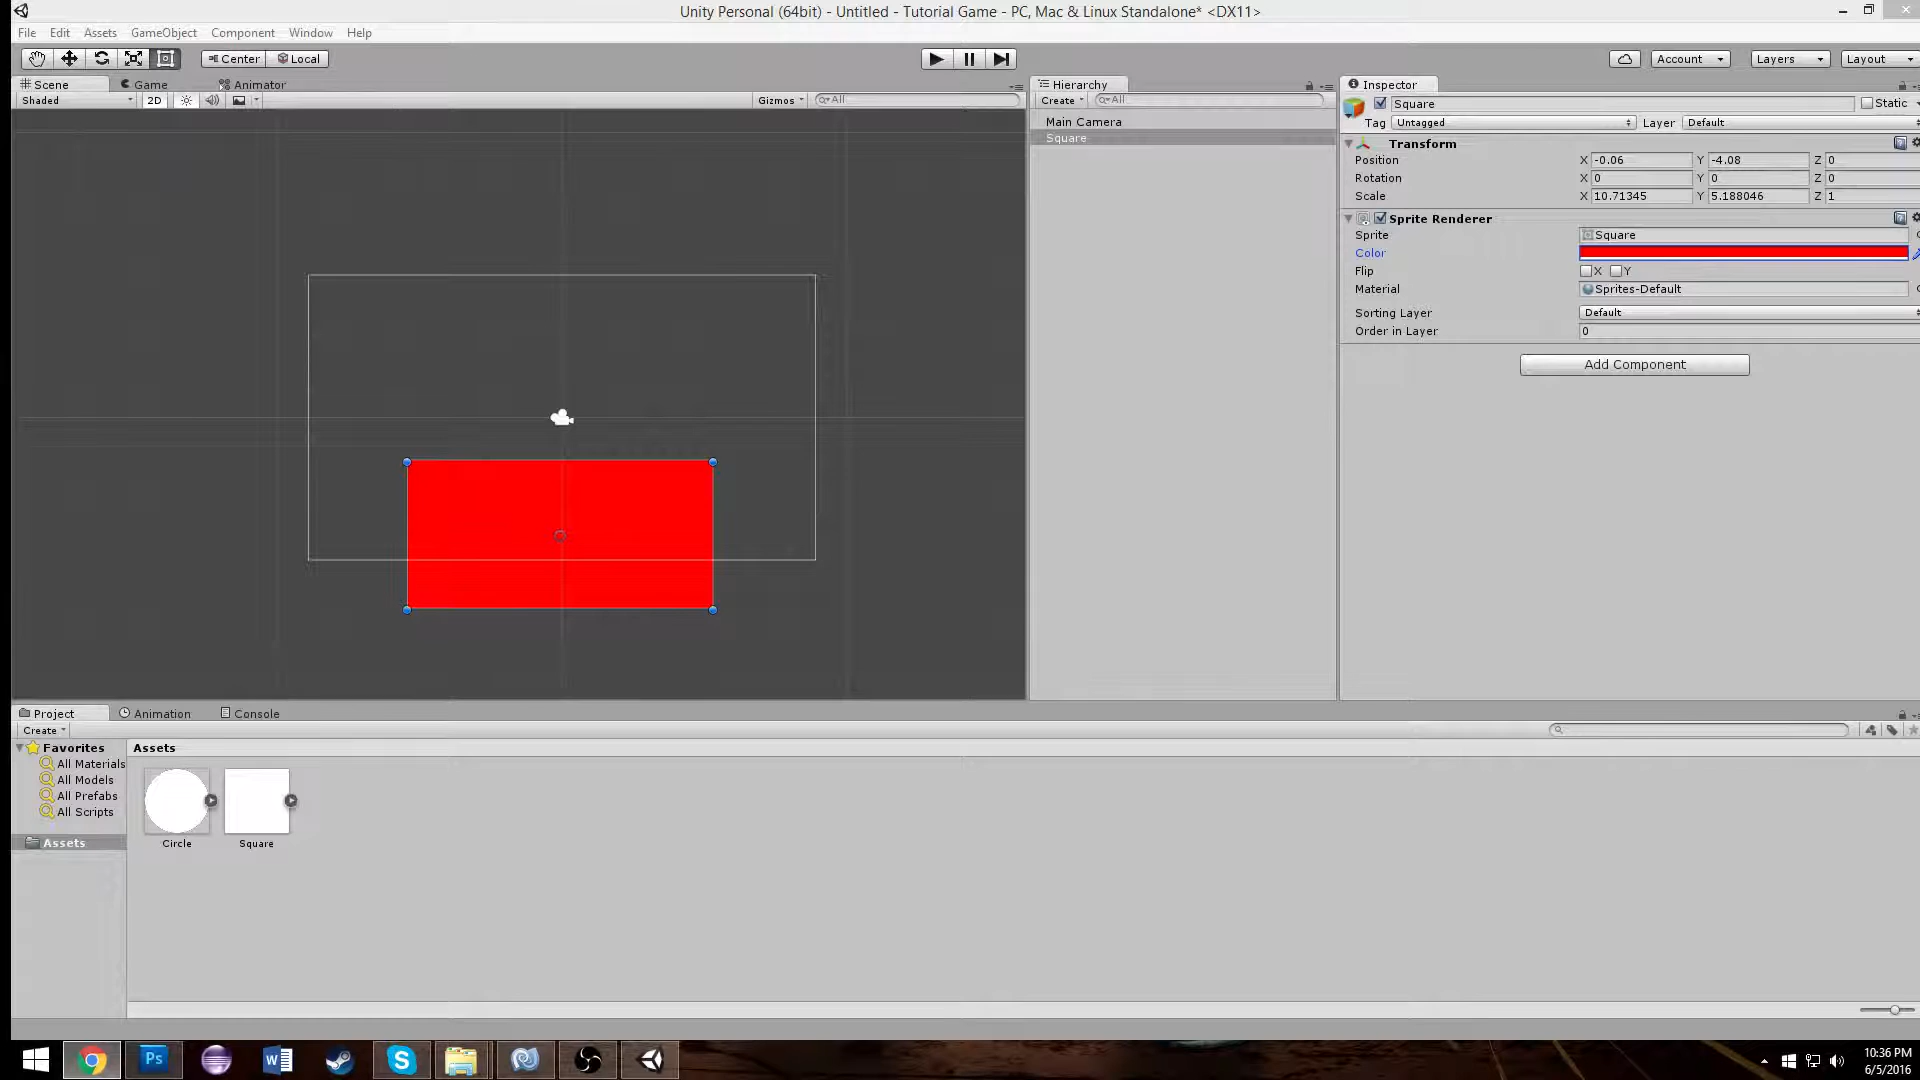 Unity Personal (64bit) - Untitled - Tutorial Game - PC, Mac & Linux Standalone* <DX11>
File Edit Assets GameObject Component Window Help
Center Local
Account Layers Layout
Scene Game Animator
Shaded 2D Gizmos All
Hierarchy
Create All
Main Camera
Square
Inspector
Square Static
Tag Untagged Layer Default
Transform
Position X -0.06 Y -4.08 Z 0
Rotation X 0 Y 0 Z 0
Scale X 10.71345 Y 5.188046 Z 1
Sprite Renderer
Sprite Square
Color
Flip X Y
Material Sprites-Default
Sorting Layer Default
Order in Layer 0
Add Component
Project Animation Console
Create
Favorites
All Materials
All Models
All Prefabs
All Scripts
Assets
Assets
Circle Square
Ps
W
S
10:36 PM
6/5/2016